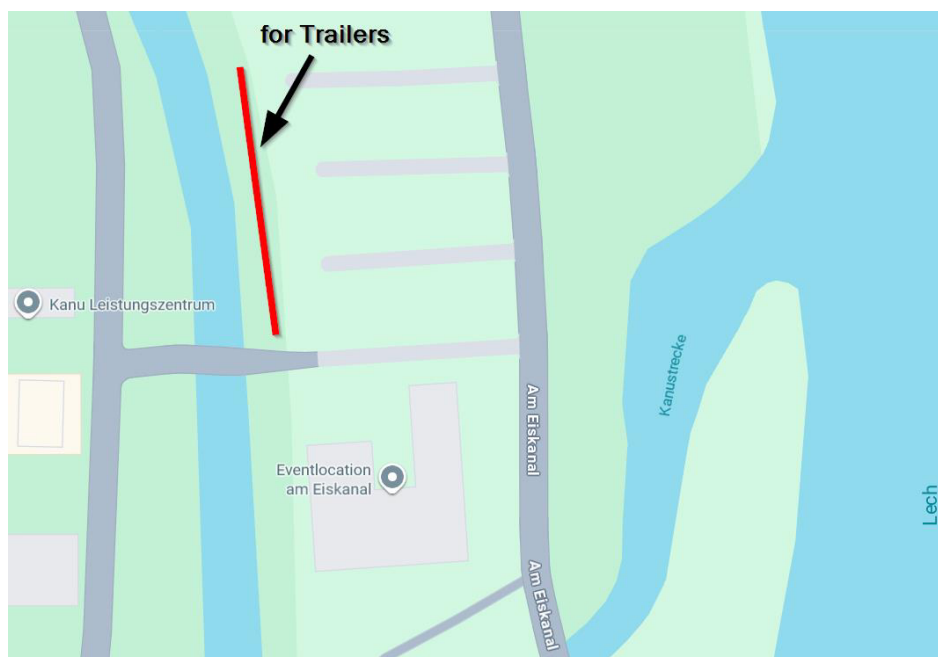 for Trailers
Kanu Leistungszentrum
Kanustrecke
Am Eiskanal
Eventlocation
am Eiskanal
Lech
Am Eiskanal